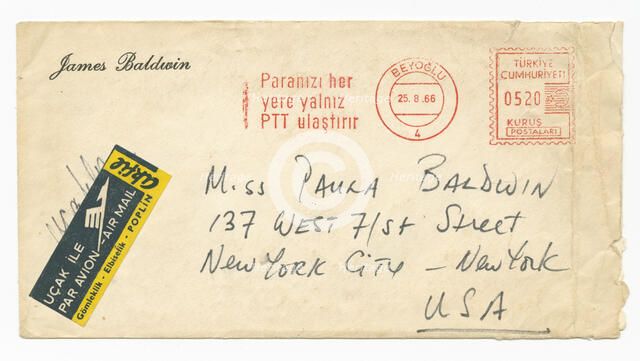 James Baldwin
Paranızı her
yere yalnız
PTT ulaştırır
BEYOĞLU
25.8.66
4
TÜRKİYE
CUMHURİYETİ
0520
KURUŞ
POSTALARI
Miss PAULA BALDWIN
137 WEST 71st Street
NEW YORK CITY – NEW YORK
USA
UÇAK İLE
PAR AVION – AIR MAIL
akfil
Gömleklik - Elbiselik - POPLİN